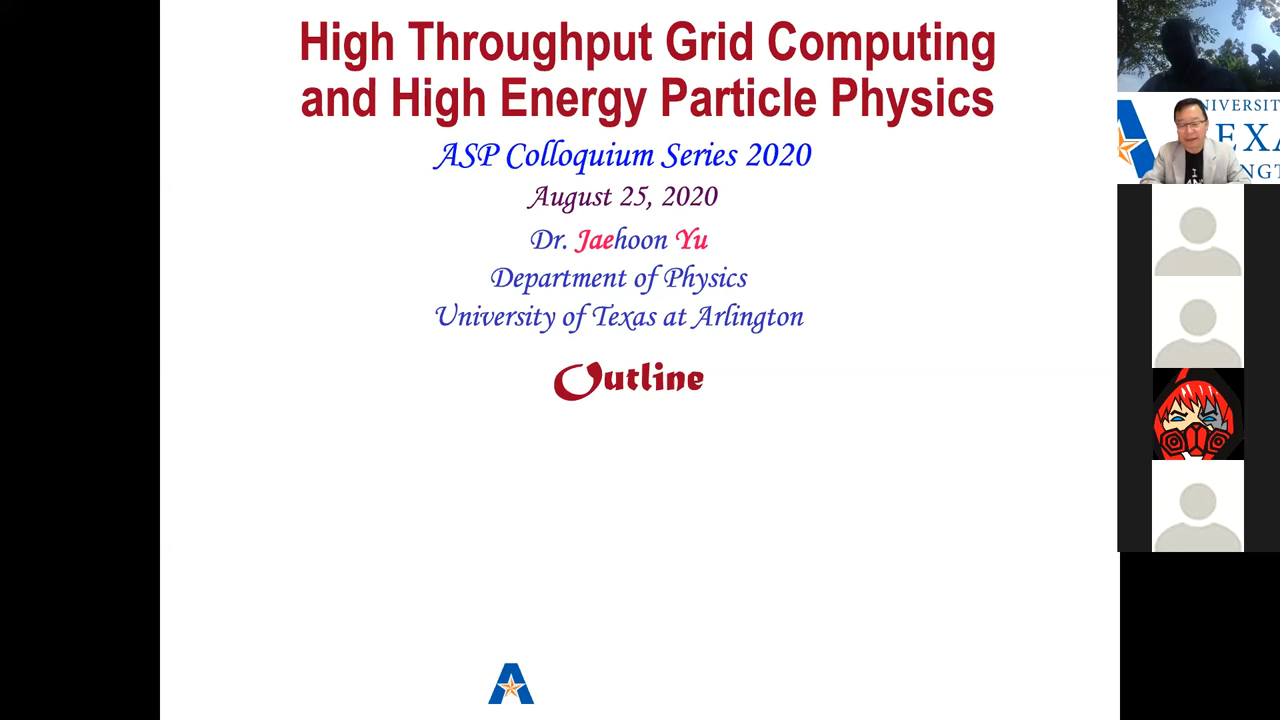 High Throughput Grid Computing
and High Energy Particle Physics
ASP Colloquium Series 2020
August 25, 2020
Dr. Jaehoon Yu
Department of Physics
University of Texas at Arlington
Outline